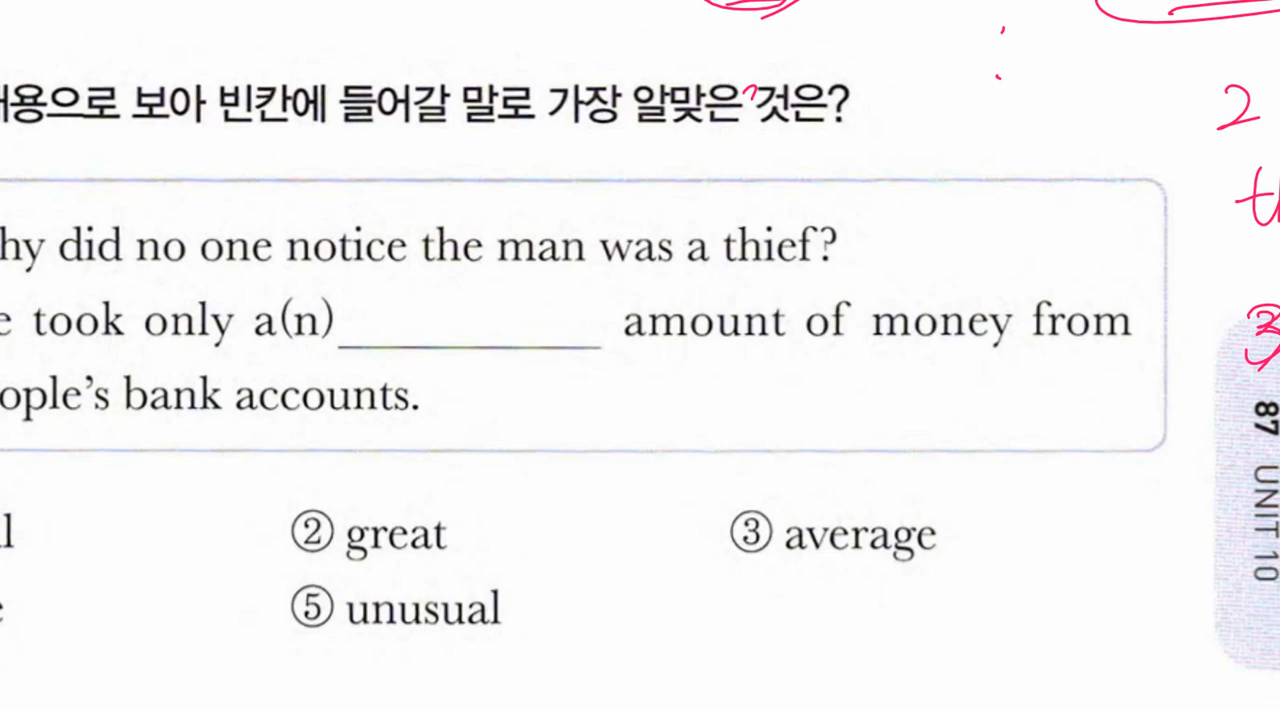 용으로 보아 빈칸에 들어갈 말로 가장 알맞은 것은?
hy did no one notice the man was a thief?
e took only a(n)__________ amount of money from
ople's bank accounts.
l ② great ③ average
e ⑤ unusual
2
3
87 UNIT 10